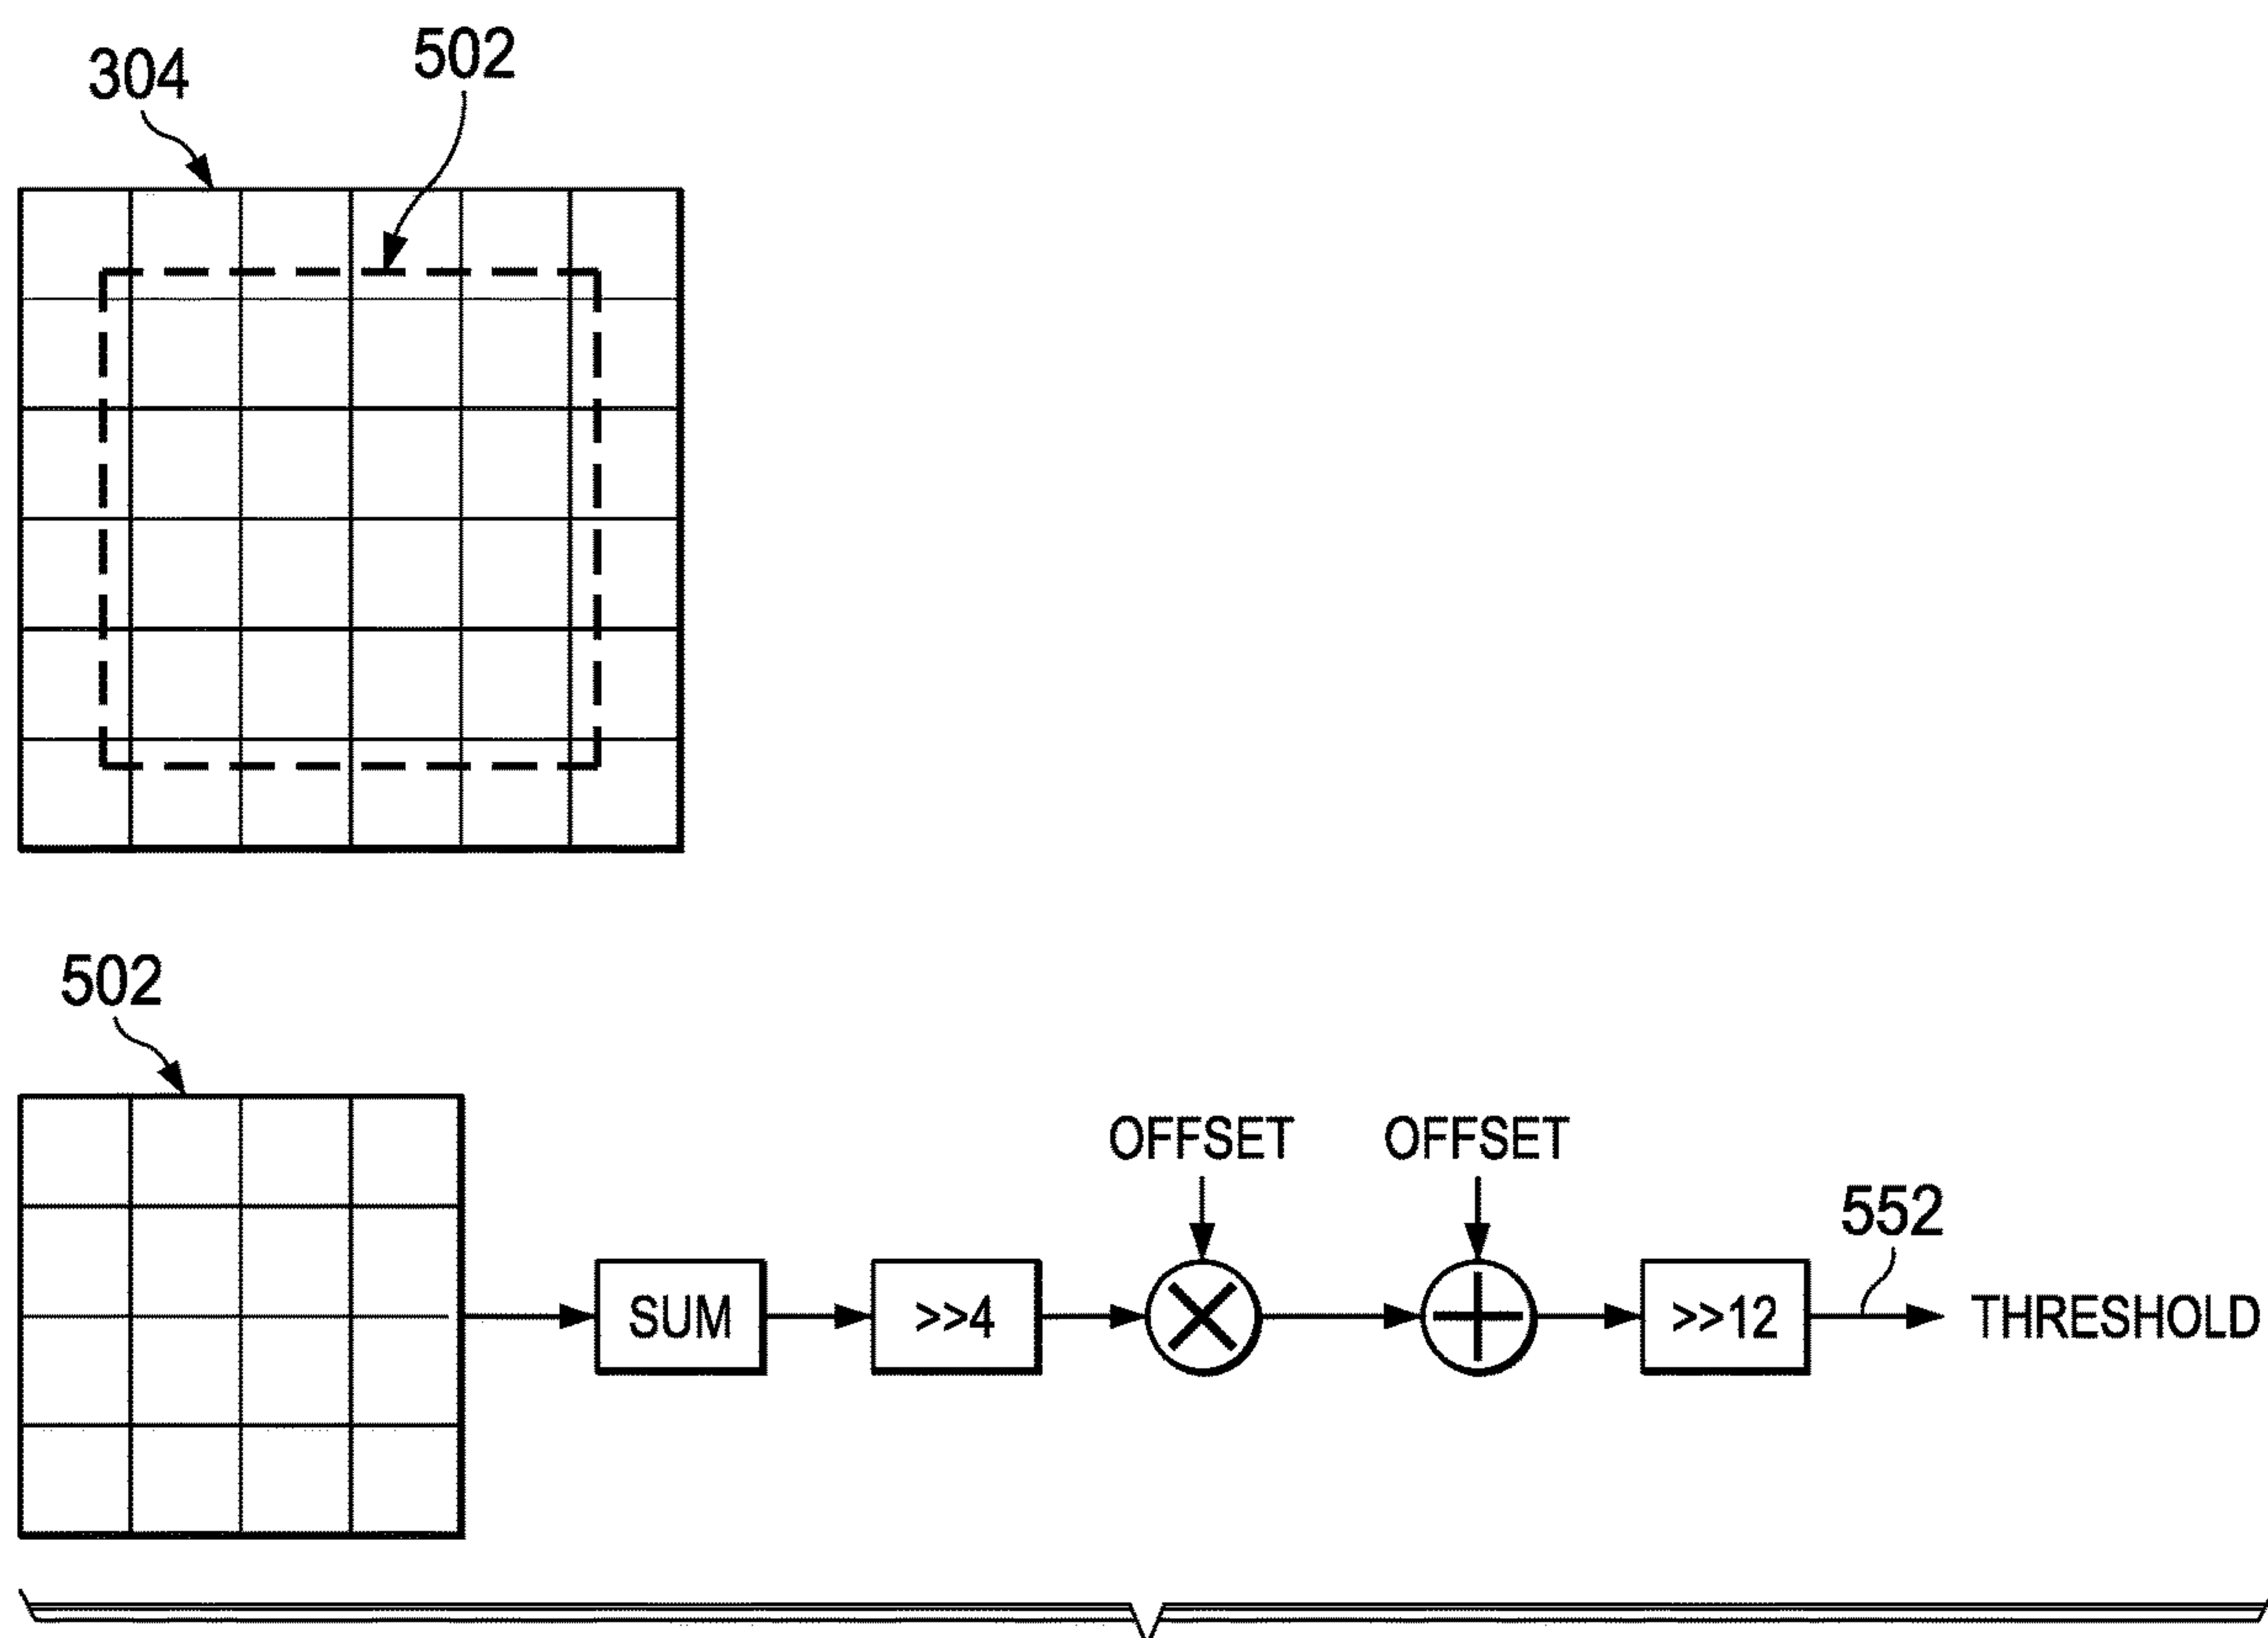 502
304
502
OFFSET OFFSET
552
SUM >>4 >>12 THRESHOLD